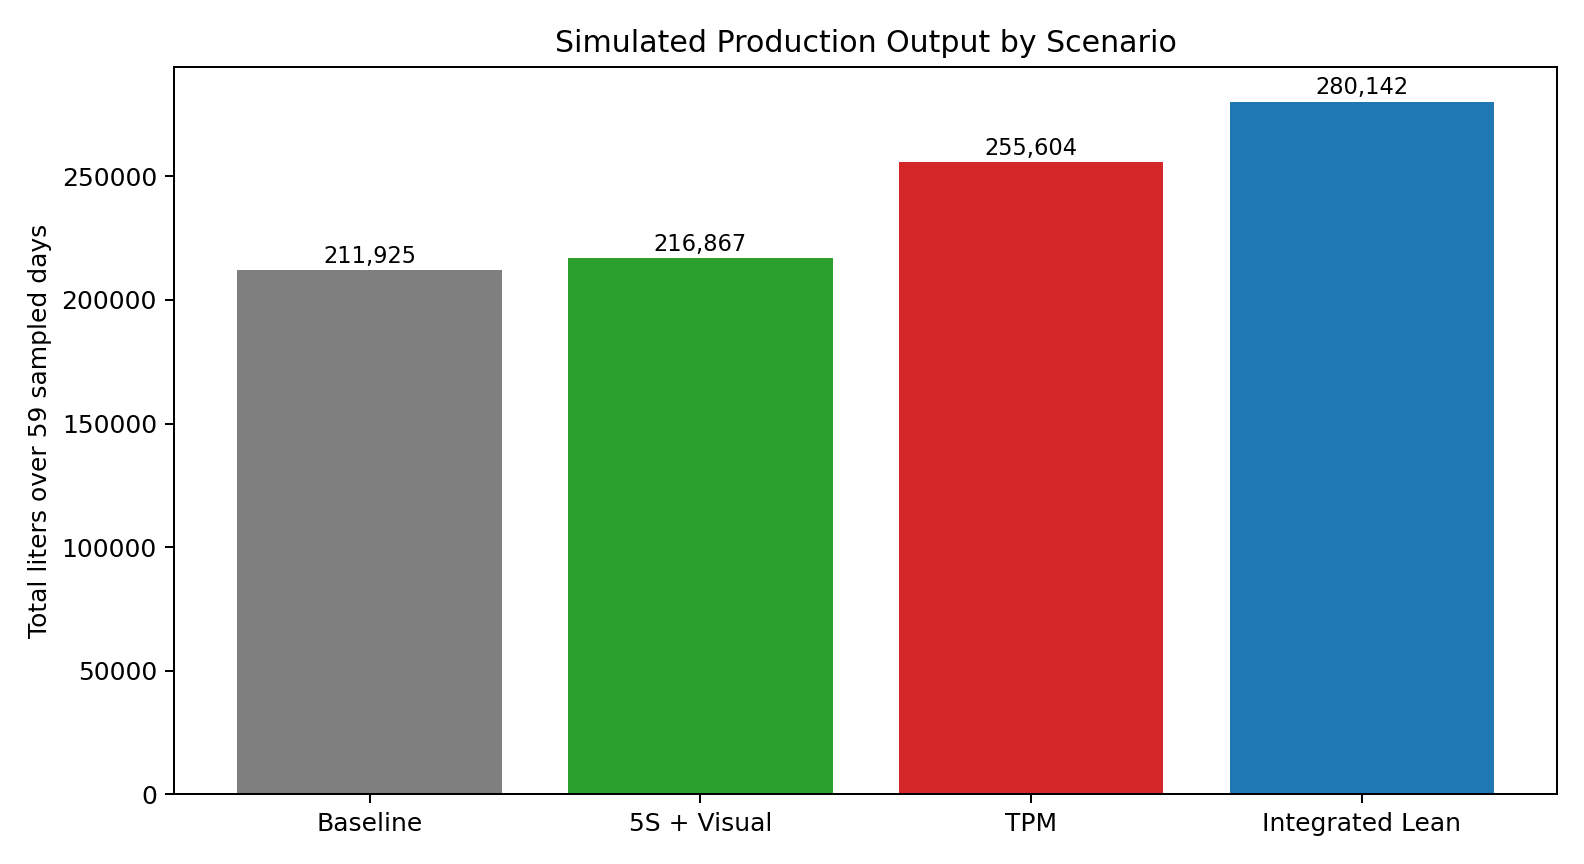 Simulated Production Output by Scenario
Total liters over 59 sampled days
250000
200000
150000
100000
50000
0
211,925
216,867
255,604
280,142
Baseline
5S + Visual
TPM
Integrated Lean